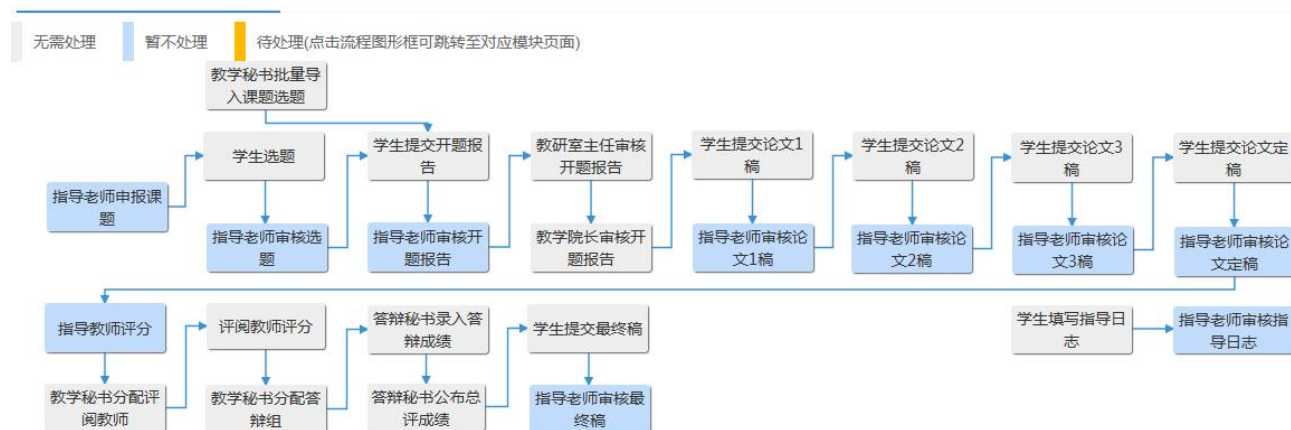 无需处理
暂不处理
待处理(点击流程图形框可跳转至对应模块页面)
教学秘书批量导
入课题选题
学生选题
学生提交开题报
告
教研室主任审核
开题报告
学生提交论文1
稿
学生提交论文2
稿
学生提交论文3
稿
学生提交论文定
稿
指导老师申报课
题
指导老师审核选
题
指导老师审核开
题报告
教学院长审核开
题报告
指导老师审核论
文1稿
指导老师审核论
文2稿
指导老师审核论
文3稿
指导老师审核论
文定稿
指导教师评分
评阅教师评分
答辩秘书录入答
辩成绩
学生提交最终稿
学生填写指导日
志
指导老师审核指
导日志
教学秘书分配评
阅教师
教学秘书分配答
辩组
答辩秘书公布总
评成绩
指导老师审核最
终稿